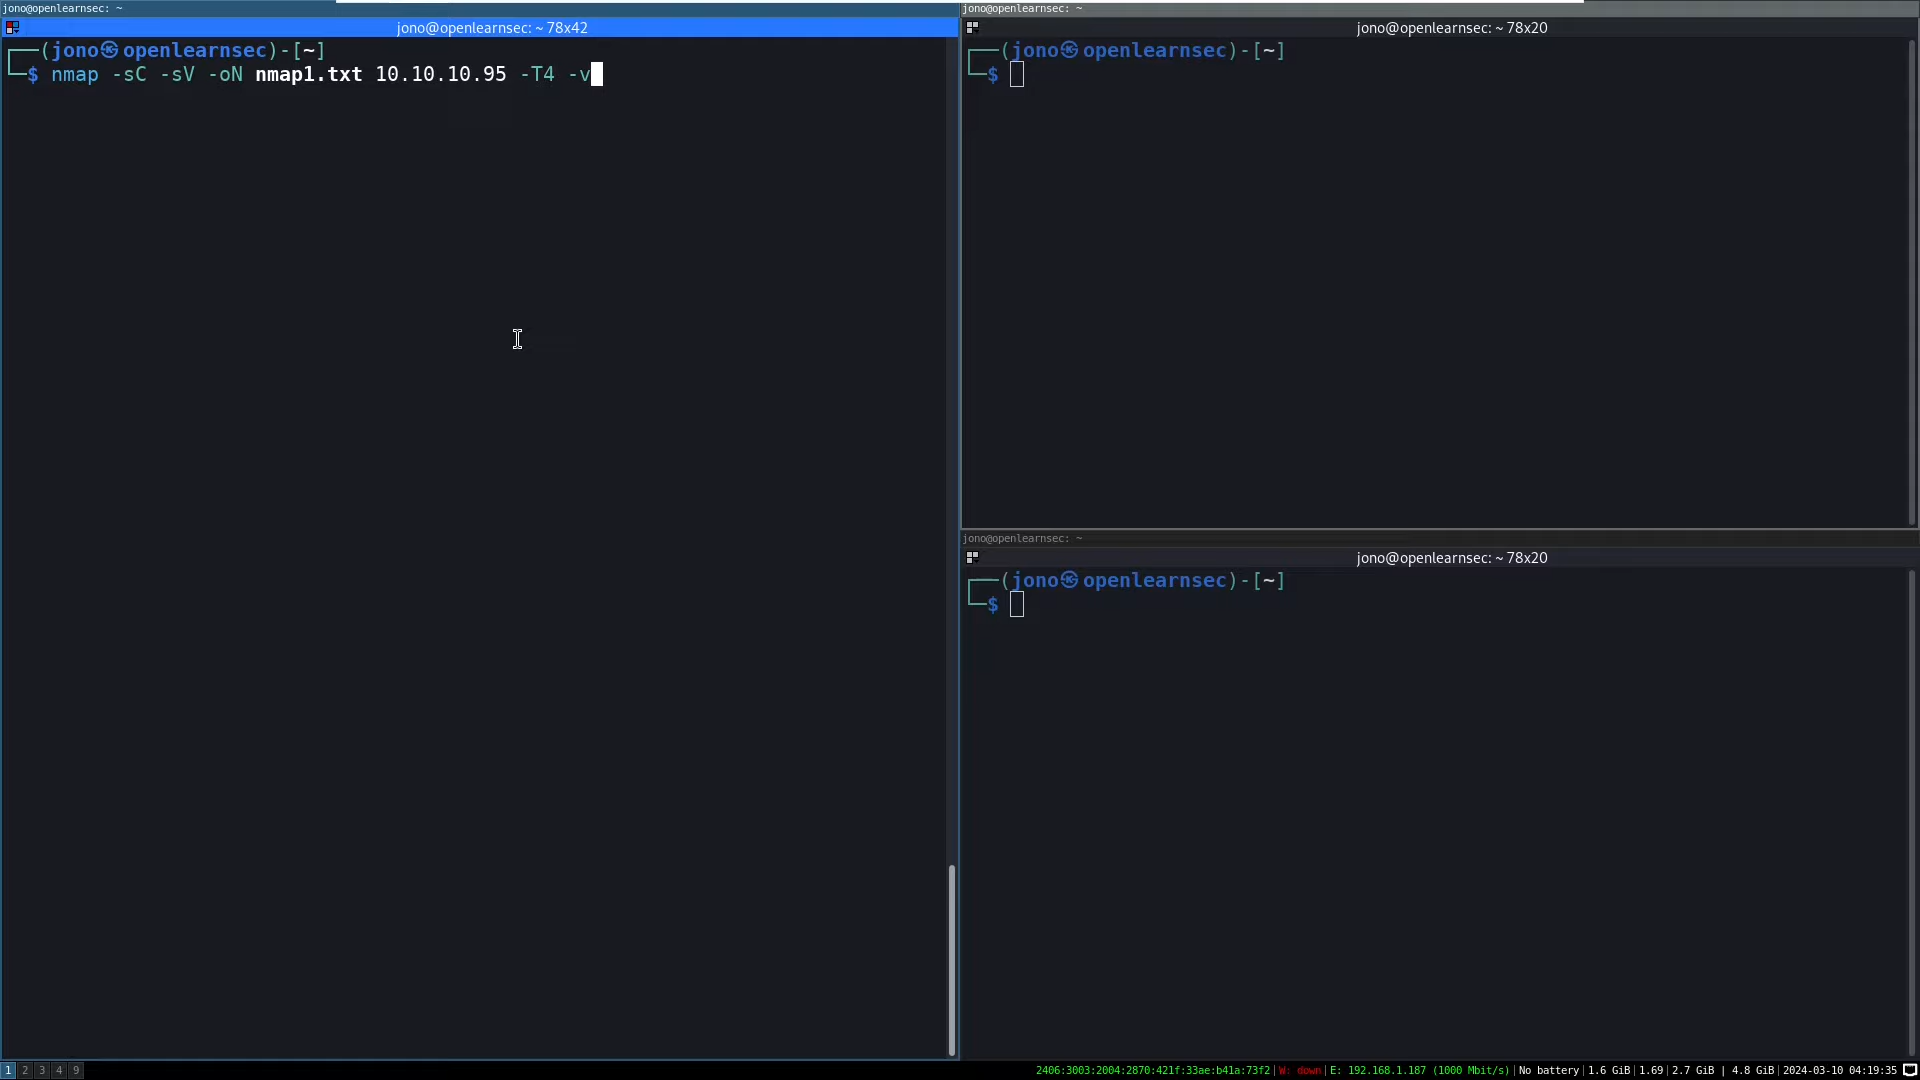 jono@openlearnsec: ~
jono@openlearnsec: ~ 78x42
┌──(jono㉿openlearnsec)-[~]
└─$ nmap -sC -sV -oN nmap1.txt 10.10.10.95 -T4 -v
jono@openlearnsec: ~
jono@openlearnsec: ~ 78x20
┌──(jono㉿openlearnsec)-[~]
└─$
jono@openlearnsec: ~
jono@openlearnsec: ~ 78x20
┌──(jono㉿openlearnsec)-[~]
└─$
1 2 3 4 9
2406:3003:2004:2870:421f:33ae:b41a:73f2|W: down|E: 192.168.1.187 (1000 Mbit/s)|No battery|1.6 GiB|1.69|2.7 GiB | 4.8 GiB|2024-03-10 04:19:35